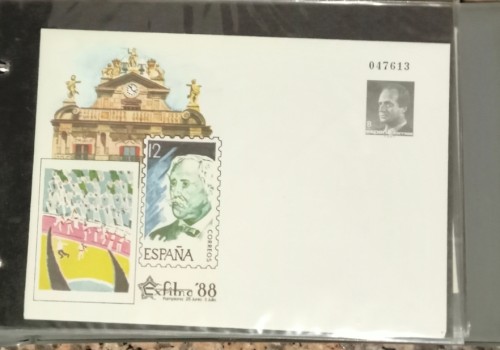 047613
12
CORREOS
ESPAÑA
Exfilna '88